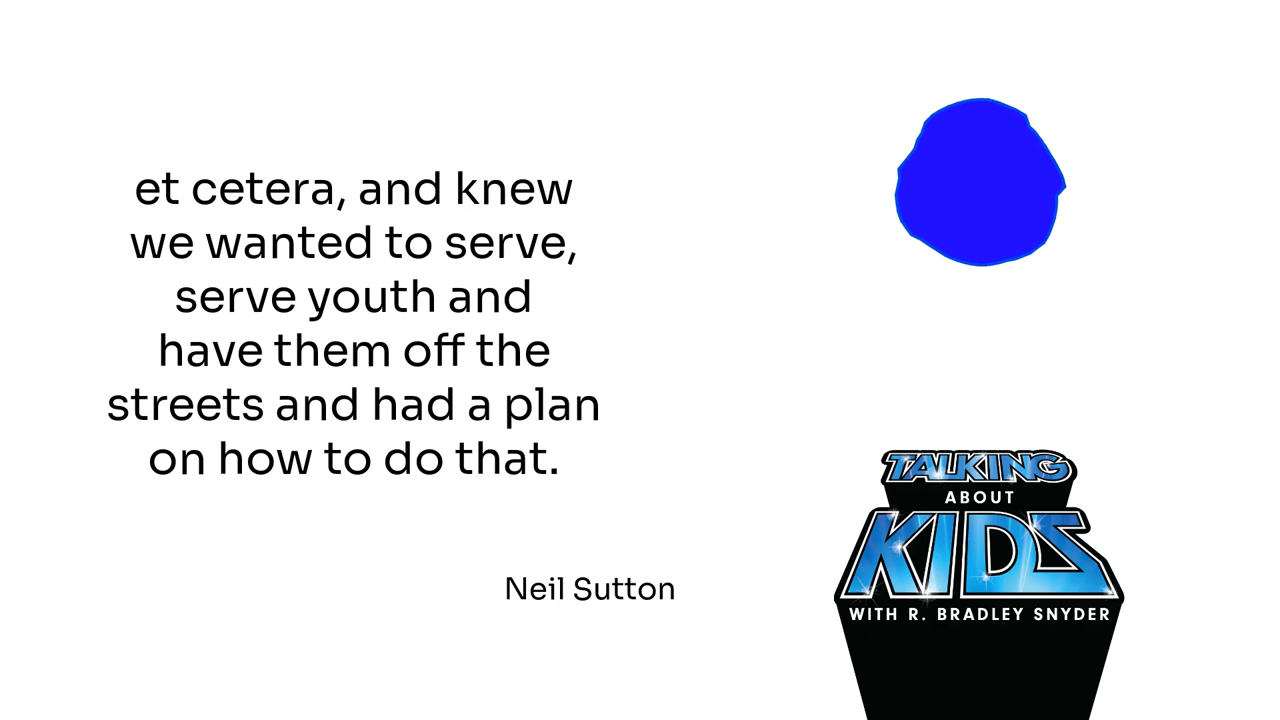 et cetera, and knew
we wanted to serve,
serve youth and
have them off the
streets and had a plan
on how to do that.
Neil Sutton
TALKING
ABOUT
KIDS
WITH R. BRADLEY SNYDER